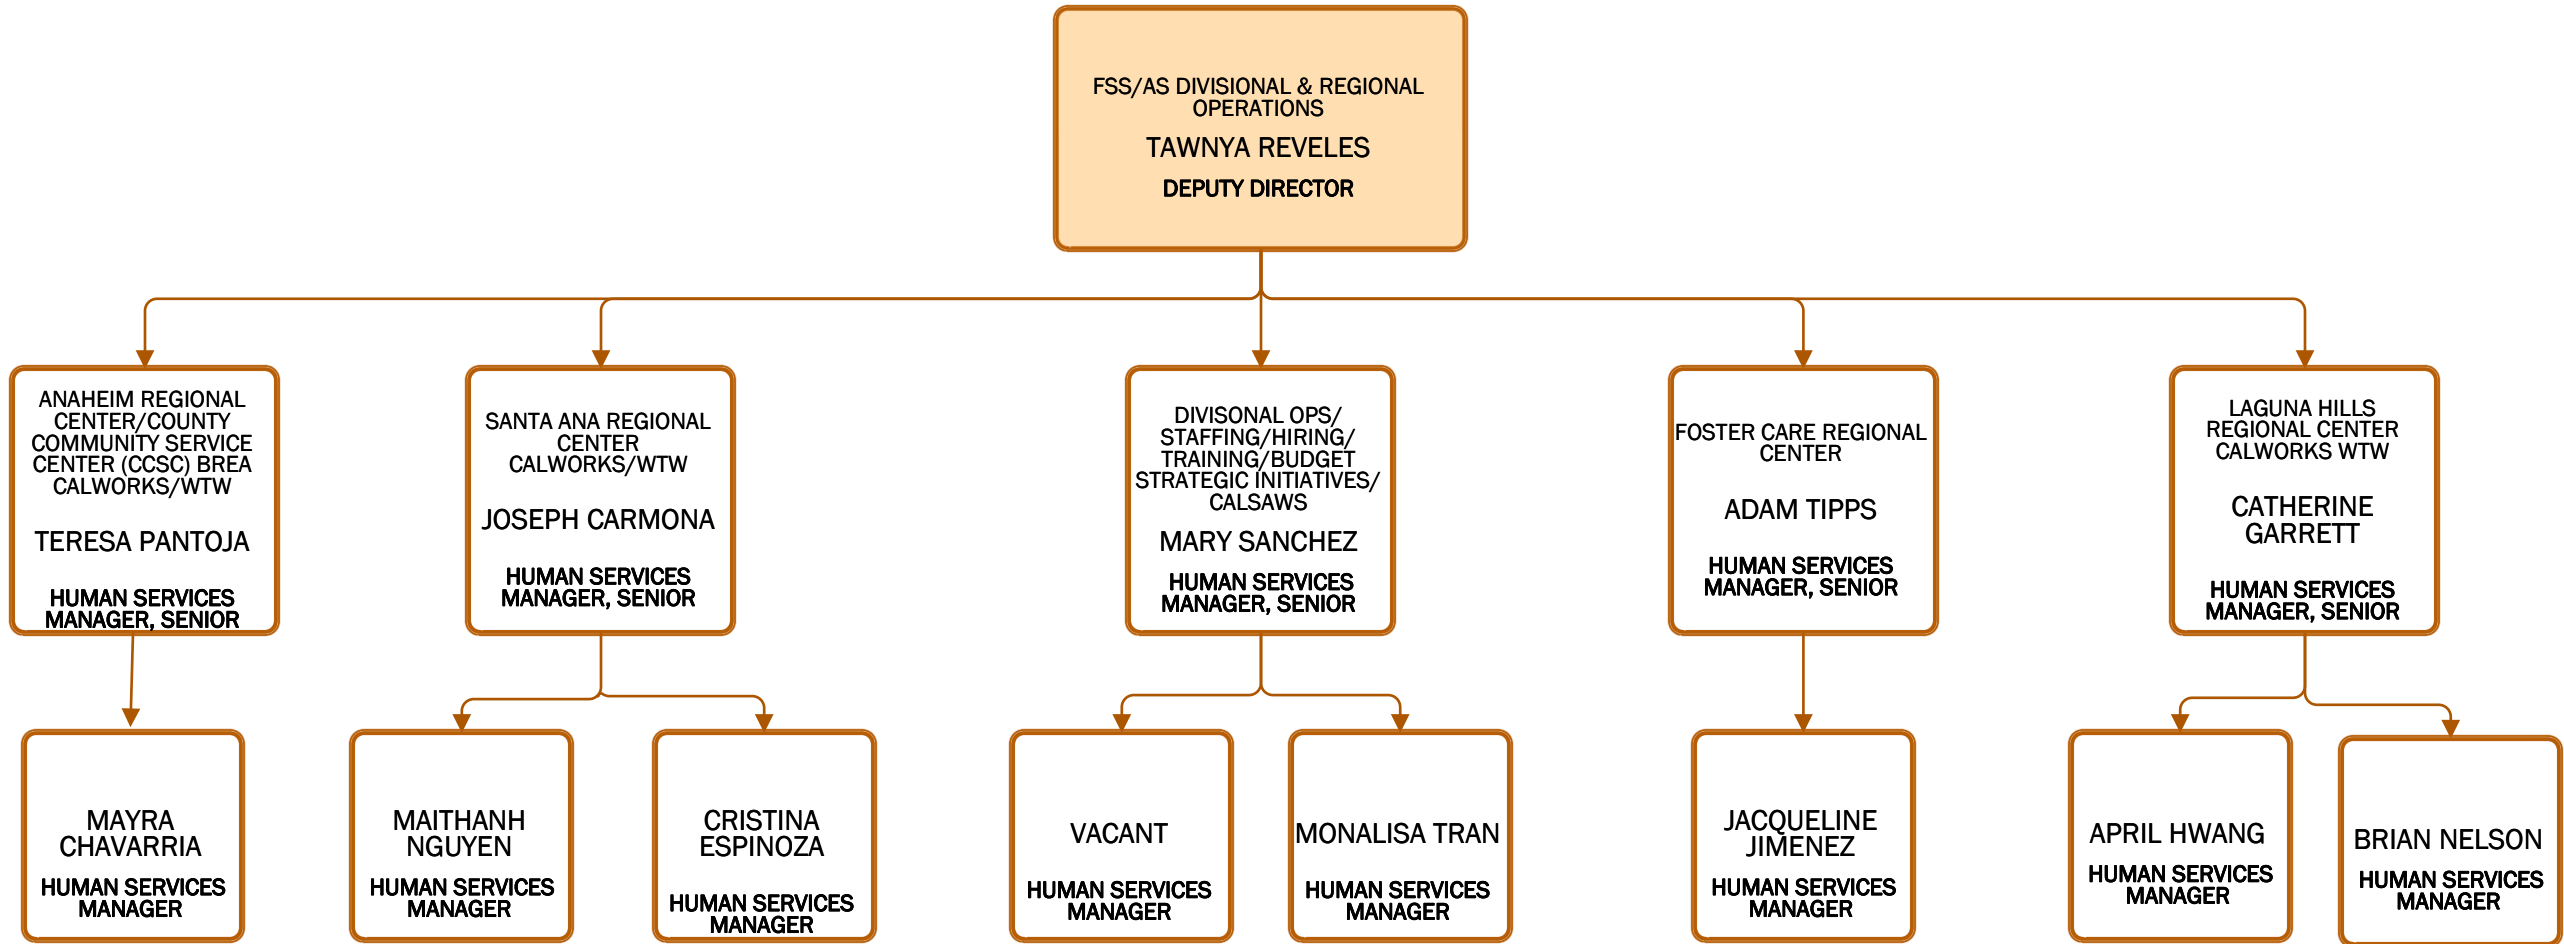 FSS/AS DIVISIONAL & REGIONAL
OPERATIONS
TAWNYA REVELES
DEPUTY DIRECTOR
ANAHEIM REGIONAL
CENTER/COUNTY
COMMUNITY SERVICE
CENTER (CCSC) BREA
CALWORKS/WTW
TERESA PANTOJA
HUMAN SERVICES
MANAGER, SENIOR
SANTA ANA REGIONAL
CENTER
CALWORKS/WTW
JOSEPH CARMONA
HUMAN SERVICES
MANAGER, SENIOR
DIVISONAL OPS/
STAFFING/HIRING/
TRAINING/BUDGET
STRATEGIC INITIATIVES/
CALSAWS
MARY SANCHEZ
HUMAN SERVICES
MANAGER, SENIOR
FOSTER CARE REGIONAL
CENTER
ADAM TIPPS
HUMAN SERVICES
MANAGER, SENIOR
LAGUNA HILLS
REGIONAL CENTER
CALWORKS WTW
CATHERINE
GARRETT
HUMAN SERVICES
MANAGER, SENIOR
MAYRA
CHAVARRIA
HUMAN SERVICES
MANAGER
MAITHANH
NGUYEN
HUMAN SERVICES
MANAGER
CRISTINA
ESPINOZA
HUMAN SERVICES
MANAGER
VACANT
HUMAN SERVICES
MANAGER
MONALISA TRAN
HUMAN SERVICES
MANAGER
JACQUELINE
JIMENEZ
HUMAN SERVICES
MANAGER
APRIL HWANG
HUMAN SERVICES
MANAGER
BRIAN NELSON
HUMAN SERVICES
MANAGER